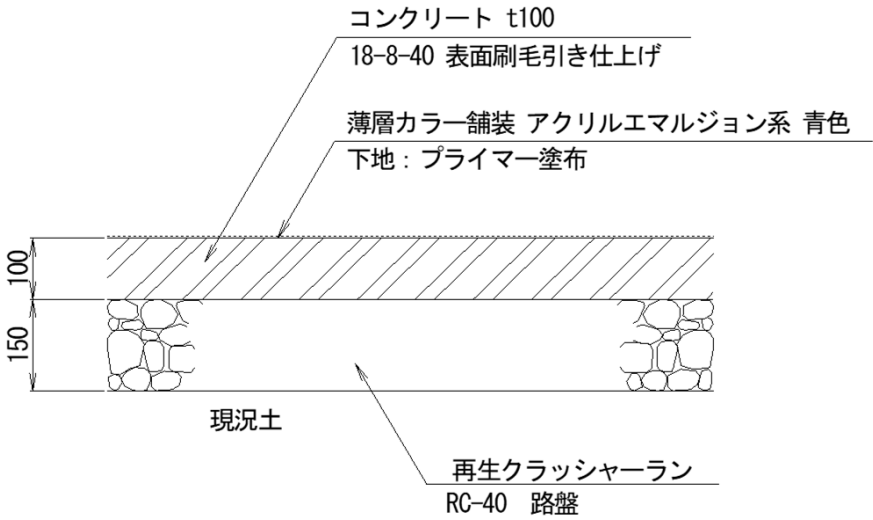 コンクリート t100
18-8-40 表面刷毛引き仕上げ
薄層カラー舗装 アクリルエマルジョン系 青色
下地：プライマー塗布
100
150
現況土
再生クラッシャーラン
RC-40 路盤